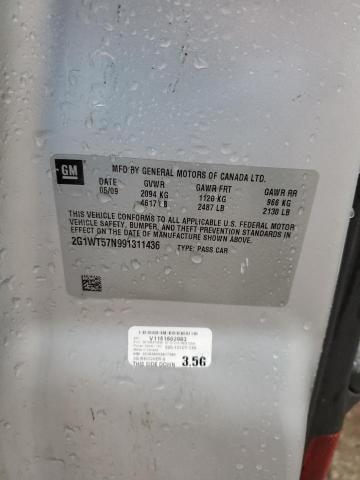 GM
MFD BY GENERAL MOTORS OF CANADA LTD.
DATE GVWR GAWR FRT GAWR RR
05/09 2094 KG 1128 KG 966 KG
4617 LB 2487 LB 2130 LB
THIS VEHICLE CONFORMS TO ALL APPLICABLE U.S. FEDERAL MOTOR
VEHICLE SAFETY, BUMPER, AND THEFT PREVENTION STANDARDS IN
EFFECT ON THE DATE OF MANUFACTURE SHOWN ABOVE.
2G1WT57N991311436 TYPE: PASS CAR
3.56
THIS SIDE DOWN